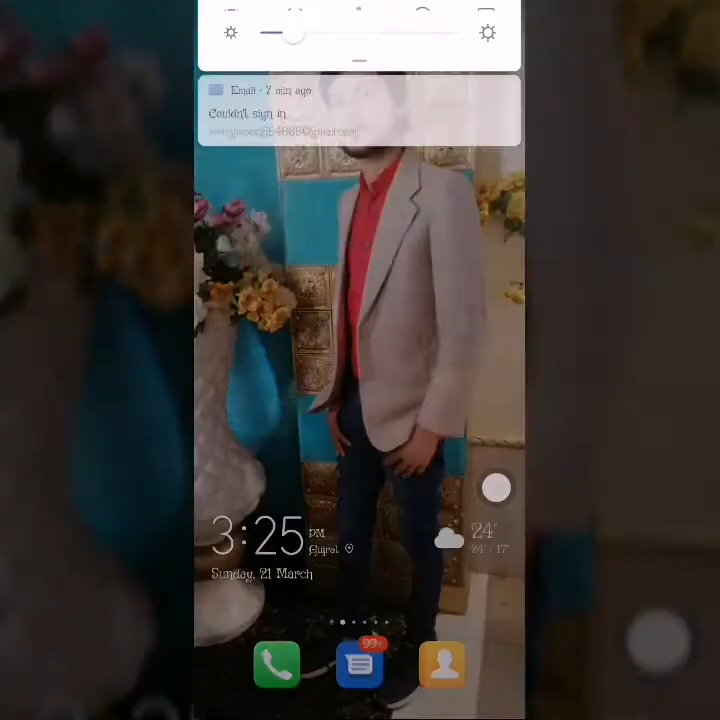 Email · 7 min ago
Couldn't sign in
3:25 PM
Gujrat
24°
24° / 17°
Sunday, 21 March
99+